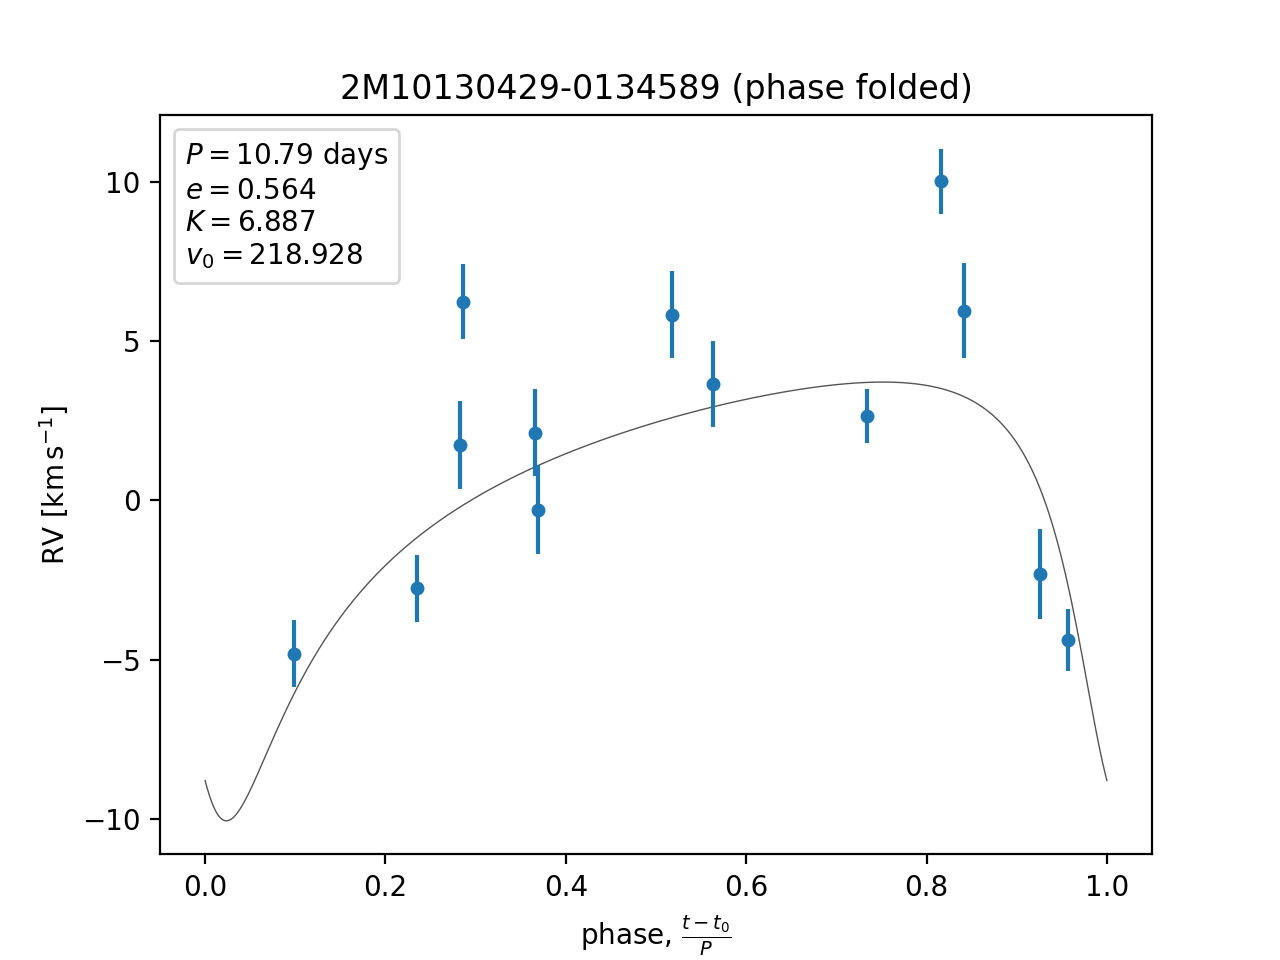 2M10130429-0134589 (phase folded)
P = 10.79 days
e = 0.564
K = 6.887
v₀ = 218.928
10
5
0
−5
−10
RV [km s⁻¹]
0.0 0.2 0.4 0.6 0.8 1.0
phase, (t − t₀)/P